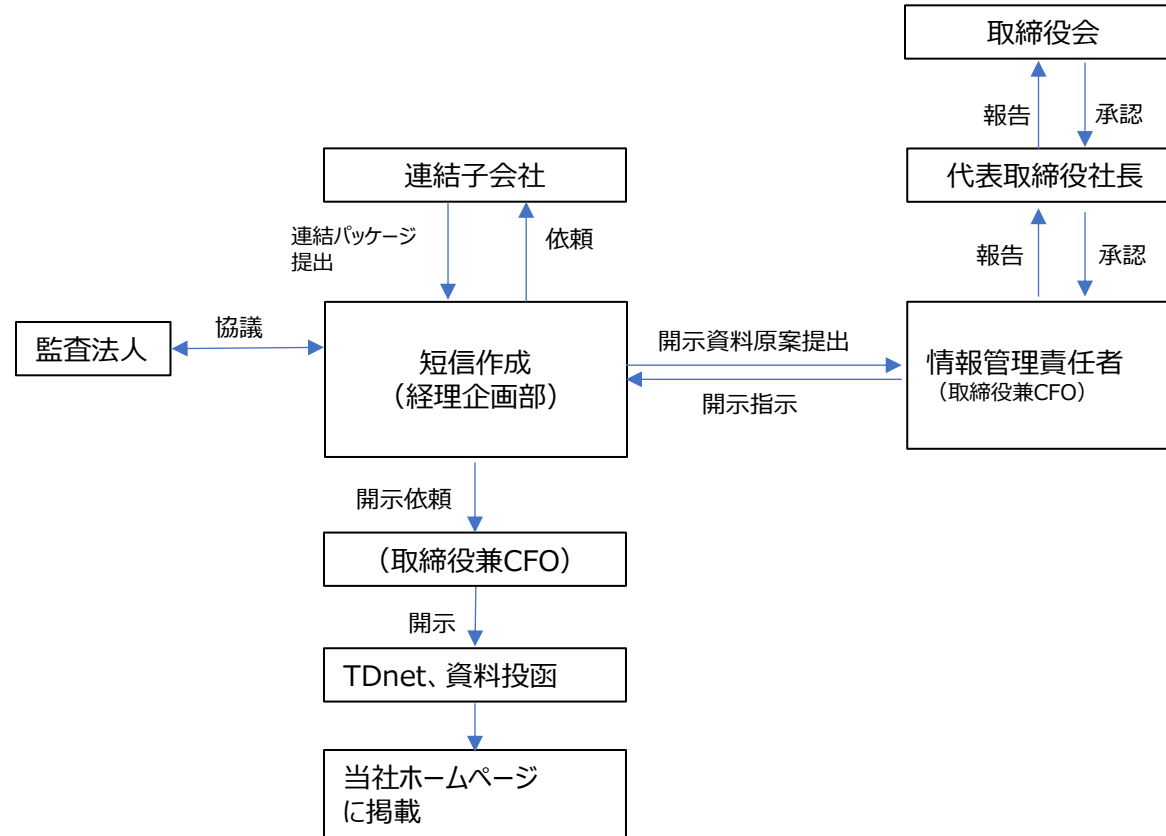 取締役会
報告
承認
連結子会社
代表取締役社長
連結パッケージ
提出
依頼
報告
承認
監査法人
協議
短信作成
（経理企画部）
開示資料原案提出
開示指示
情報管理責任者
（取締役兼CFO）
開示依頼
（取締役兼CFO）
開示
TDnet、資料投函
当社ホームページ
に掲載